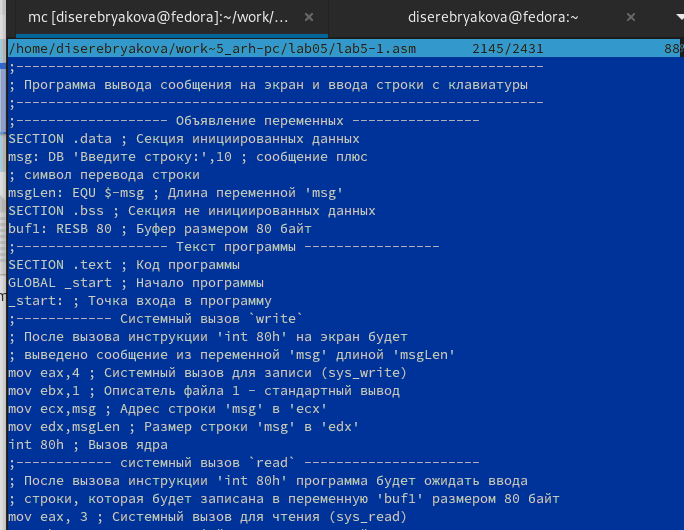 mc [diserebryakova@fedora]:~/work/...
diserebryakova@fedora:~
/home/diserebryakova/work~5_arh-pc/lab05/lab5-1.asm 2145/2431 88%
;------------------------------------------------------------------
; Программа вывода сообщения на экран и ввода строки с клавиатуры
;------------------------------------------------------------------
;------------------- Объявление переменных ----------------
SECTION .data ; Секция инициированных данных
msg: DB 'Введите строку:',10 ; сообщение плюс
; символ перевода строки
msgLen: EQU $-msg ; Длина переменной 'msg'
SECTION .bss ; Секция не инициированных данных
buf1: RESB 80 ; Буфер размером 80 байт
;------------------- Текст программы -----------------
SECTION .text ; Код программы
GLOBAL _start ; Начало программы
_start: ; Точка входа в программу
;------------ Системный вызов `write`
; После вызова инструкции 'int 80h' на экран будет
; выведено сообщение из переменной 'msg' длиной 'msgLen'
mov eax,4 ; Системный вызов для записи (sys_write)
mov ebx,1 ; Описатель файла 1 - стандартный вывод
mov ecx,msg ; Адрес строки 'msg' в 'ecx'
mov edx,msgLen ; Размер строки 'msg' в 'edx'
int 80h ; Вызов ядра
;------------ системный вызов `read` ----------------------
; После вызова инструкции 'int 80h' программа будет ожидать ввода
; строки, которая будет записана в переменную 'buf1' размером 80 байт
mov eax, 3 ; Системный вызов для чтения (sys_read)